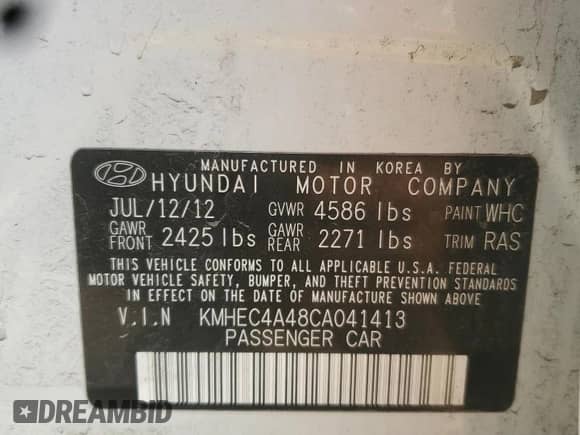 MANUFACTURED IN KOREA BY
HYUNDAI MOTOR COMPANY
JUL/12/12 GVWR 4586 lbs PAINT WHC
GAWR FRONT 2425 lbs GAWR REAR 2271 lbs TRIM RAS
THIS VEHICLE CONFORMS TO ALL APPLICABLE U.S.A. FEDERAL
MOTOR VEHICLE SAFETY, BUMPER, AND THEFT PREVENTION STANDARDS
IN EFFECT ON THE DATE OF MANUFACTURE SHOWN ABOVE
V.I.N KMHEC4A48CA041413
PASSENGER CAR
DREAMBID